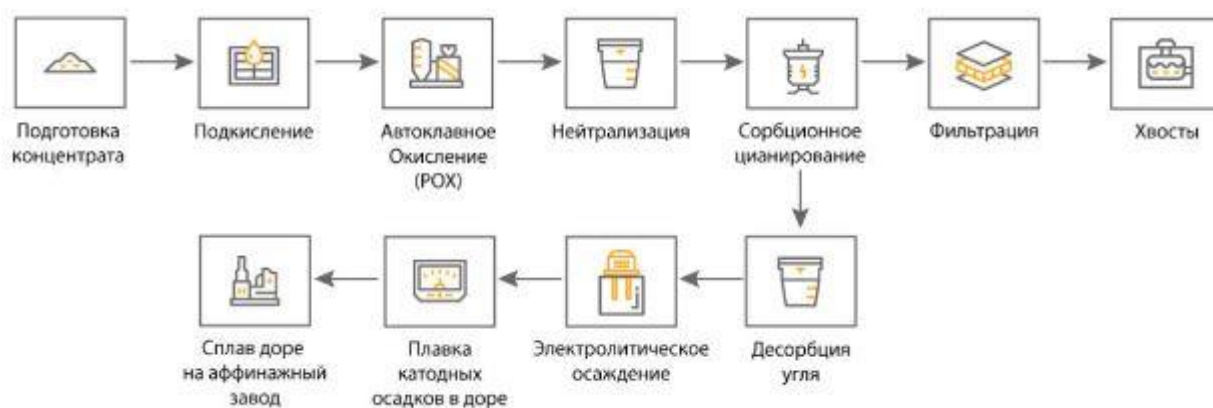 Подготовка
концентрата
Подкисление
Автоклавное
Окисление
(POX)
Нейтрализация
Сорбционное
цианирование
Фильтрация
Хвосты
Сплав доре
на аффинажный
завод
Плавка
катодных
осадков в доре
Электролитическое
осаждение
Десорбция
угля